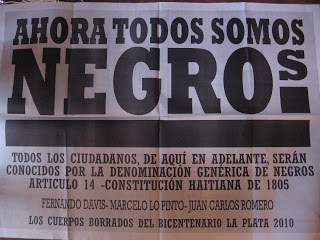 AHORA TODOS SOMOS
NEGROS!
TODOS LOS CIUDADANOS, DE AQUÍ EN ADELANTE, SERÁN
CONOCIDOS POR LA DENOMINACIÓN GENÉRICA DE NEGROS
ARTICULO 14 -CONSTITUCIÓN HAITIANA DE 1805
FERNANDO DAVIS- MARCELO LO PINTO- JUAN CARLOS ROMERO
LOS CUERPOS BORRADOS DEL BICENTENARIO LA PLATA 2010